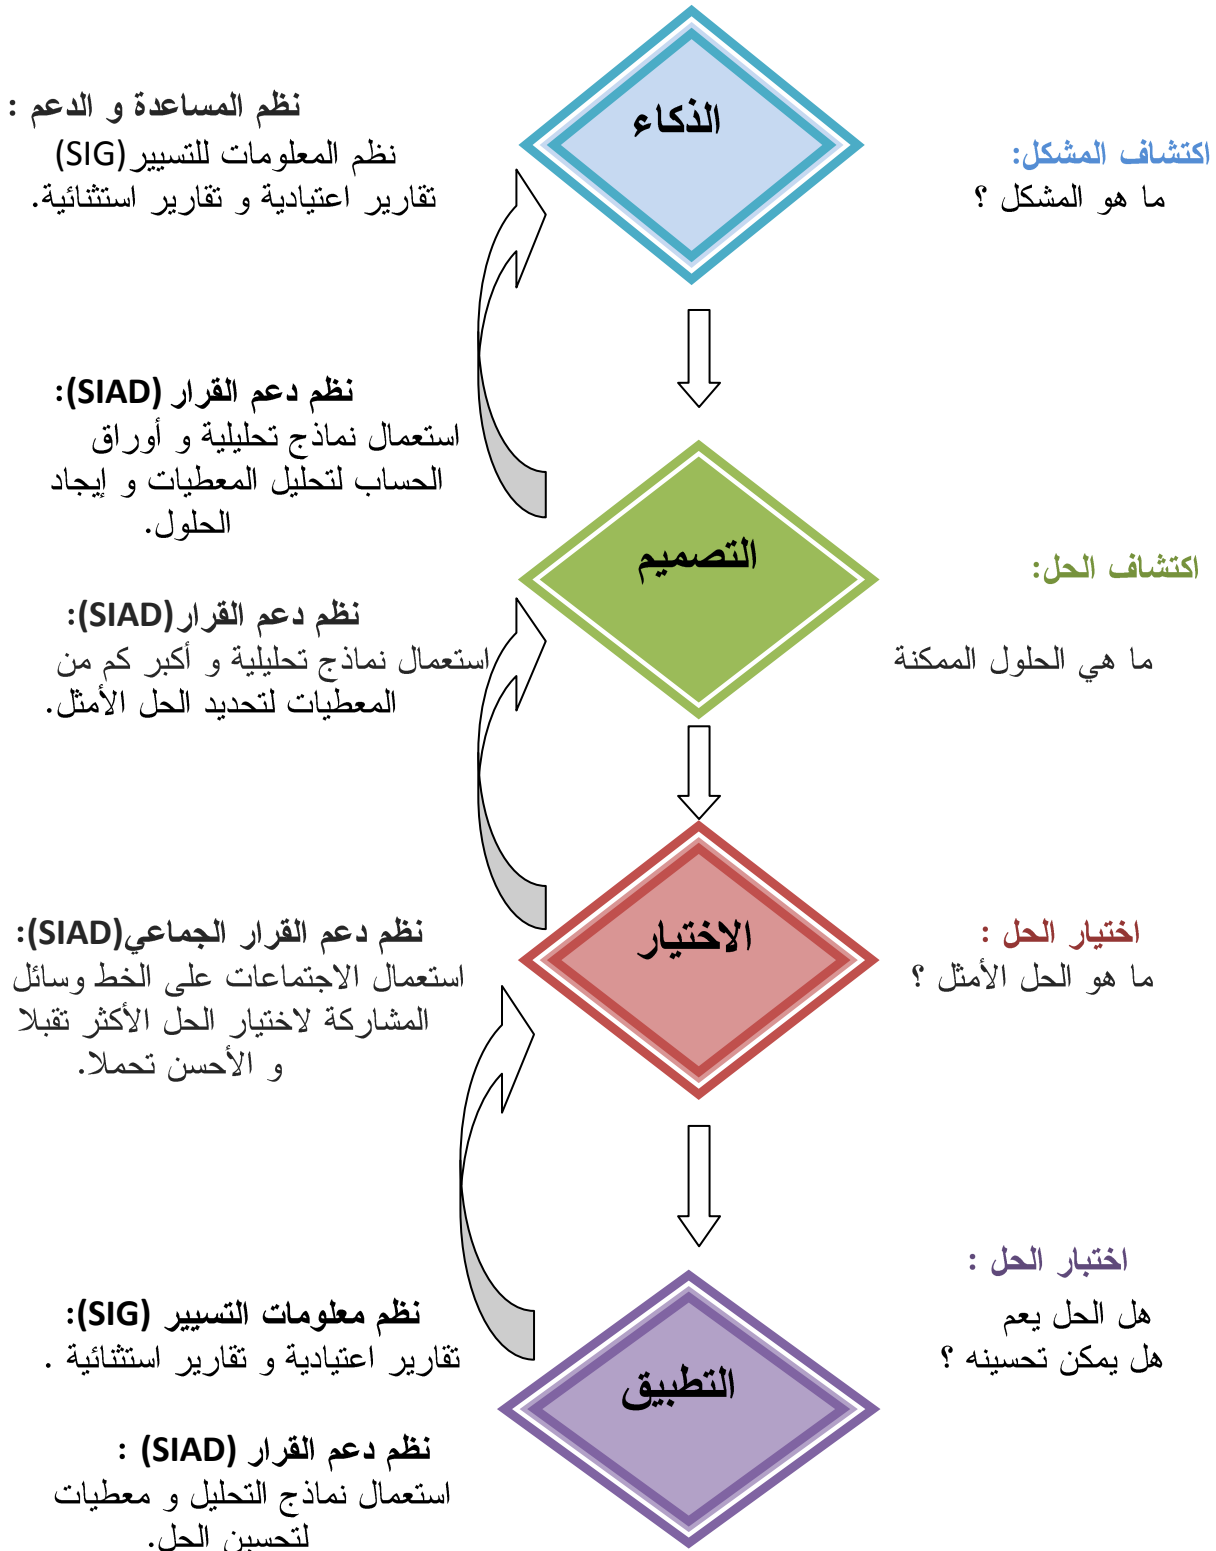 الذكاء
اكتشاف المشكل:
ما هو المشكل ؟
نظم المساعدة و الدعم :
نظم المعلومات للتسيير(SIG)
تقارير اعتيادية و تقارير استثنائية.
نظم دعم القرار (SIAD):
استعمال نماذج تحليلية و أوراق
الحساب لتحليل المعطيات و إيجاد
الحلول.
التصميم
اكتشاف الحل:
ما هي الحلول الممكنة
نظم دعم القرار(SIAD):
استعمال نماذج تحليلية و أكبر كم من
المعطيات لتحديد الحل الأمثل.
الاختيار
اختيار الحل :
ما هو الحل الأمثل ؟
نظم دعم القرار الجماعي(SIAD):
استعمال الاجتماعات على الخط وسائل
المشاركة لاختيار الحل الأكثر تقبلا
و الأحسن تحملا.
اختبار الحل :
هل الحل يعم
هل يمكن تحسينه ؟
نظم معلومات التسيير (SIG):
تقارير اعتيادية و تقارير استثنائية .
التطبيق
نظم دعم القرار (SIAD) :
استعمال نماذج التحليل و معطيات
لتحسين الحل.